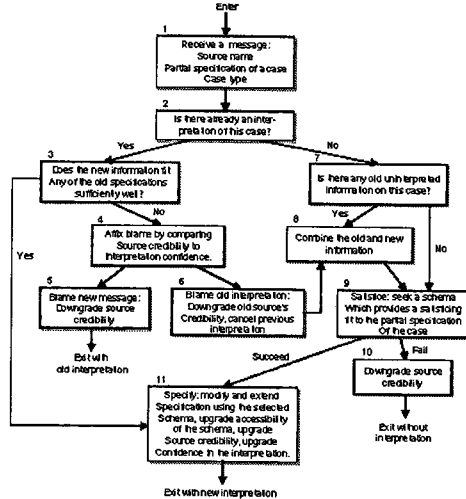 Enter
1
Receive a message:
Source name
Partial specification of a case
Case type
2
Is there already an inter-
pretation of this case?
Yes
No
3
Does the new information fit
Any of the old specifications
sufficiently well?
7
Is there any old uninterpreted
Information on this case?
No
Yes
4
Affix blame by comparing
Source credibility to
Interpretation confidence.
8
Combine the old and new
information
Yes
No
5
Blame new message:
Downgrade source
credibility
6
Blame old interpretation:
Downgrade old source's
Credibility, cancel previous
interpretation
9
Satisfice: seek a schema
Which provides a satisficing
fit to the partial specification
Of the case
Exit with
old interpretation
Succeed
Fail
10
Downgrade source
credibility
11
Specify: modify and extend
Specification using the selected
Schema, upgrade accessibility
of the schema, upgrade
Source credibility, upgrade
Confidence in the interpretation.
Exit without
interpretation
Exit with new interpretation